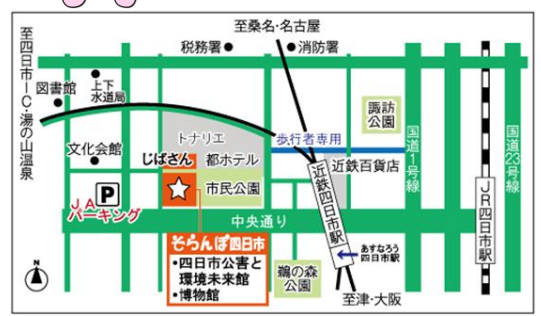 至桑名・名古屋
税務署
消防署
至四日市IC・湯の山温泉
図書館
上下
水道局
文化会館
P
JA
パーキング
トナリエ
じばさん
都ホテル
市民公園
歩行者専用
諏訪
公園
近鉄百貨店
国道1号線
国道23号線
JR四日市駅
近鉄四日市駅
中央通り
そらんぽ四日市
•四日市公害と
環境未来館
•博物館
鵜の森
公園
あすなろう
四日市駅
至津・大阪
N